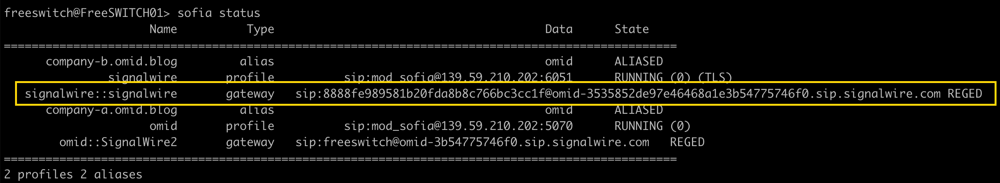 freeswitch@FreeSWITCH01> sofia status
Name Type Data State
=================================================================================================
company-b.omid.blog alias omid ALIASED
signalwire profile sip:mod_sofia@139.59.210.202:6051 RUNNING (0) (TLS)
signalwire::signalwire gateway sip:8888fe989581b20fda8b8c766bc3cc1f@omid-3535852de97e46468a1e3b54775746f0.sip.signalwire.com REGED
company-a.omid.blog alias omid ALIASED
omid profile sip:mod_sofia@139.59.210.202:5070 RUNNING (0)
omid::SignalWire2 gateway sip:freeswitch@omid-3b54775746f0.sip.signalwire.com REGED
=================================================================================================
2 profiles 2 aliases